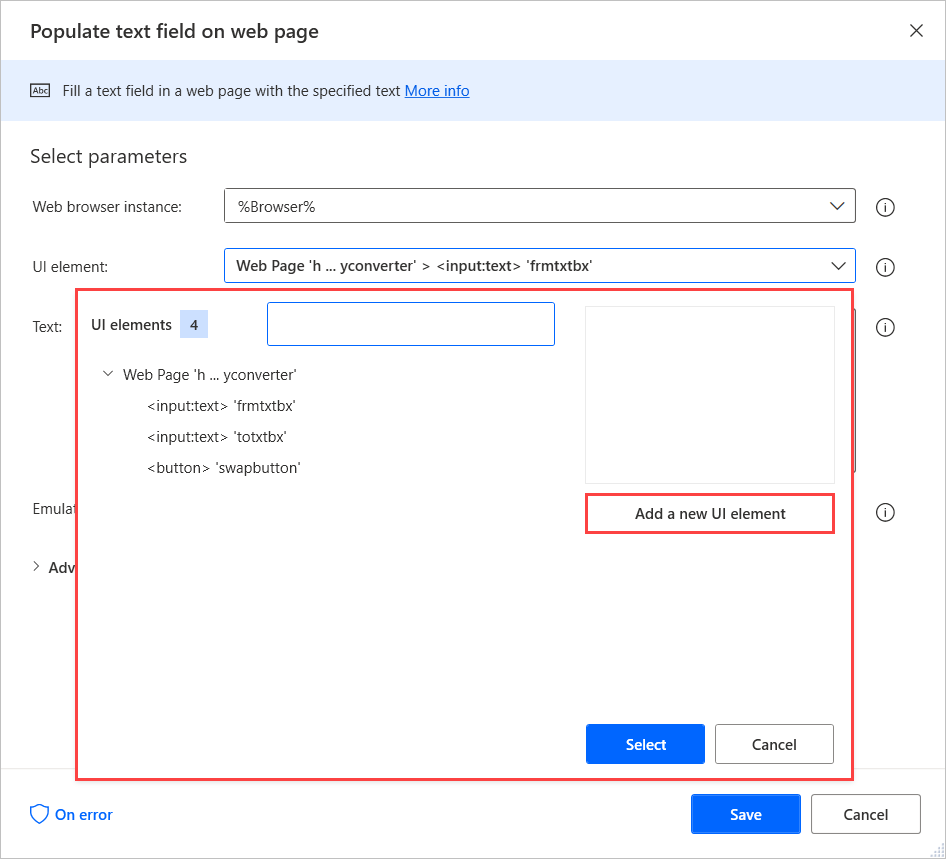 Populate text field on web page
Abc Fill a text field in a web page with the specified text More info
Select parameters
Web browser instance: %Browser%
UI element: Web Page 'h ... yconverter' > <input:text> 'frmtxtbx'
Text:
UI elements 4
Web Page 'h ... yconverter'
<input:text> 'frmtxtbx'
<input:text> 'totxtbx'
<button> 'swapbutton'
Add a new UI element
Emulat
Adv
Select Cancel
On error Save Cancel